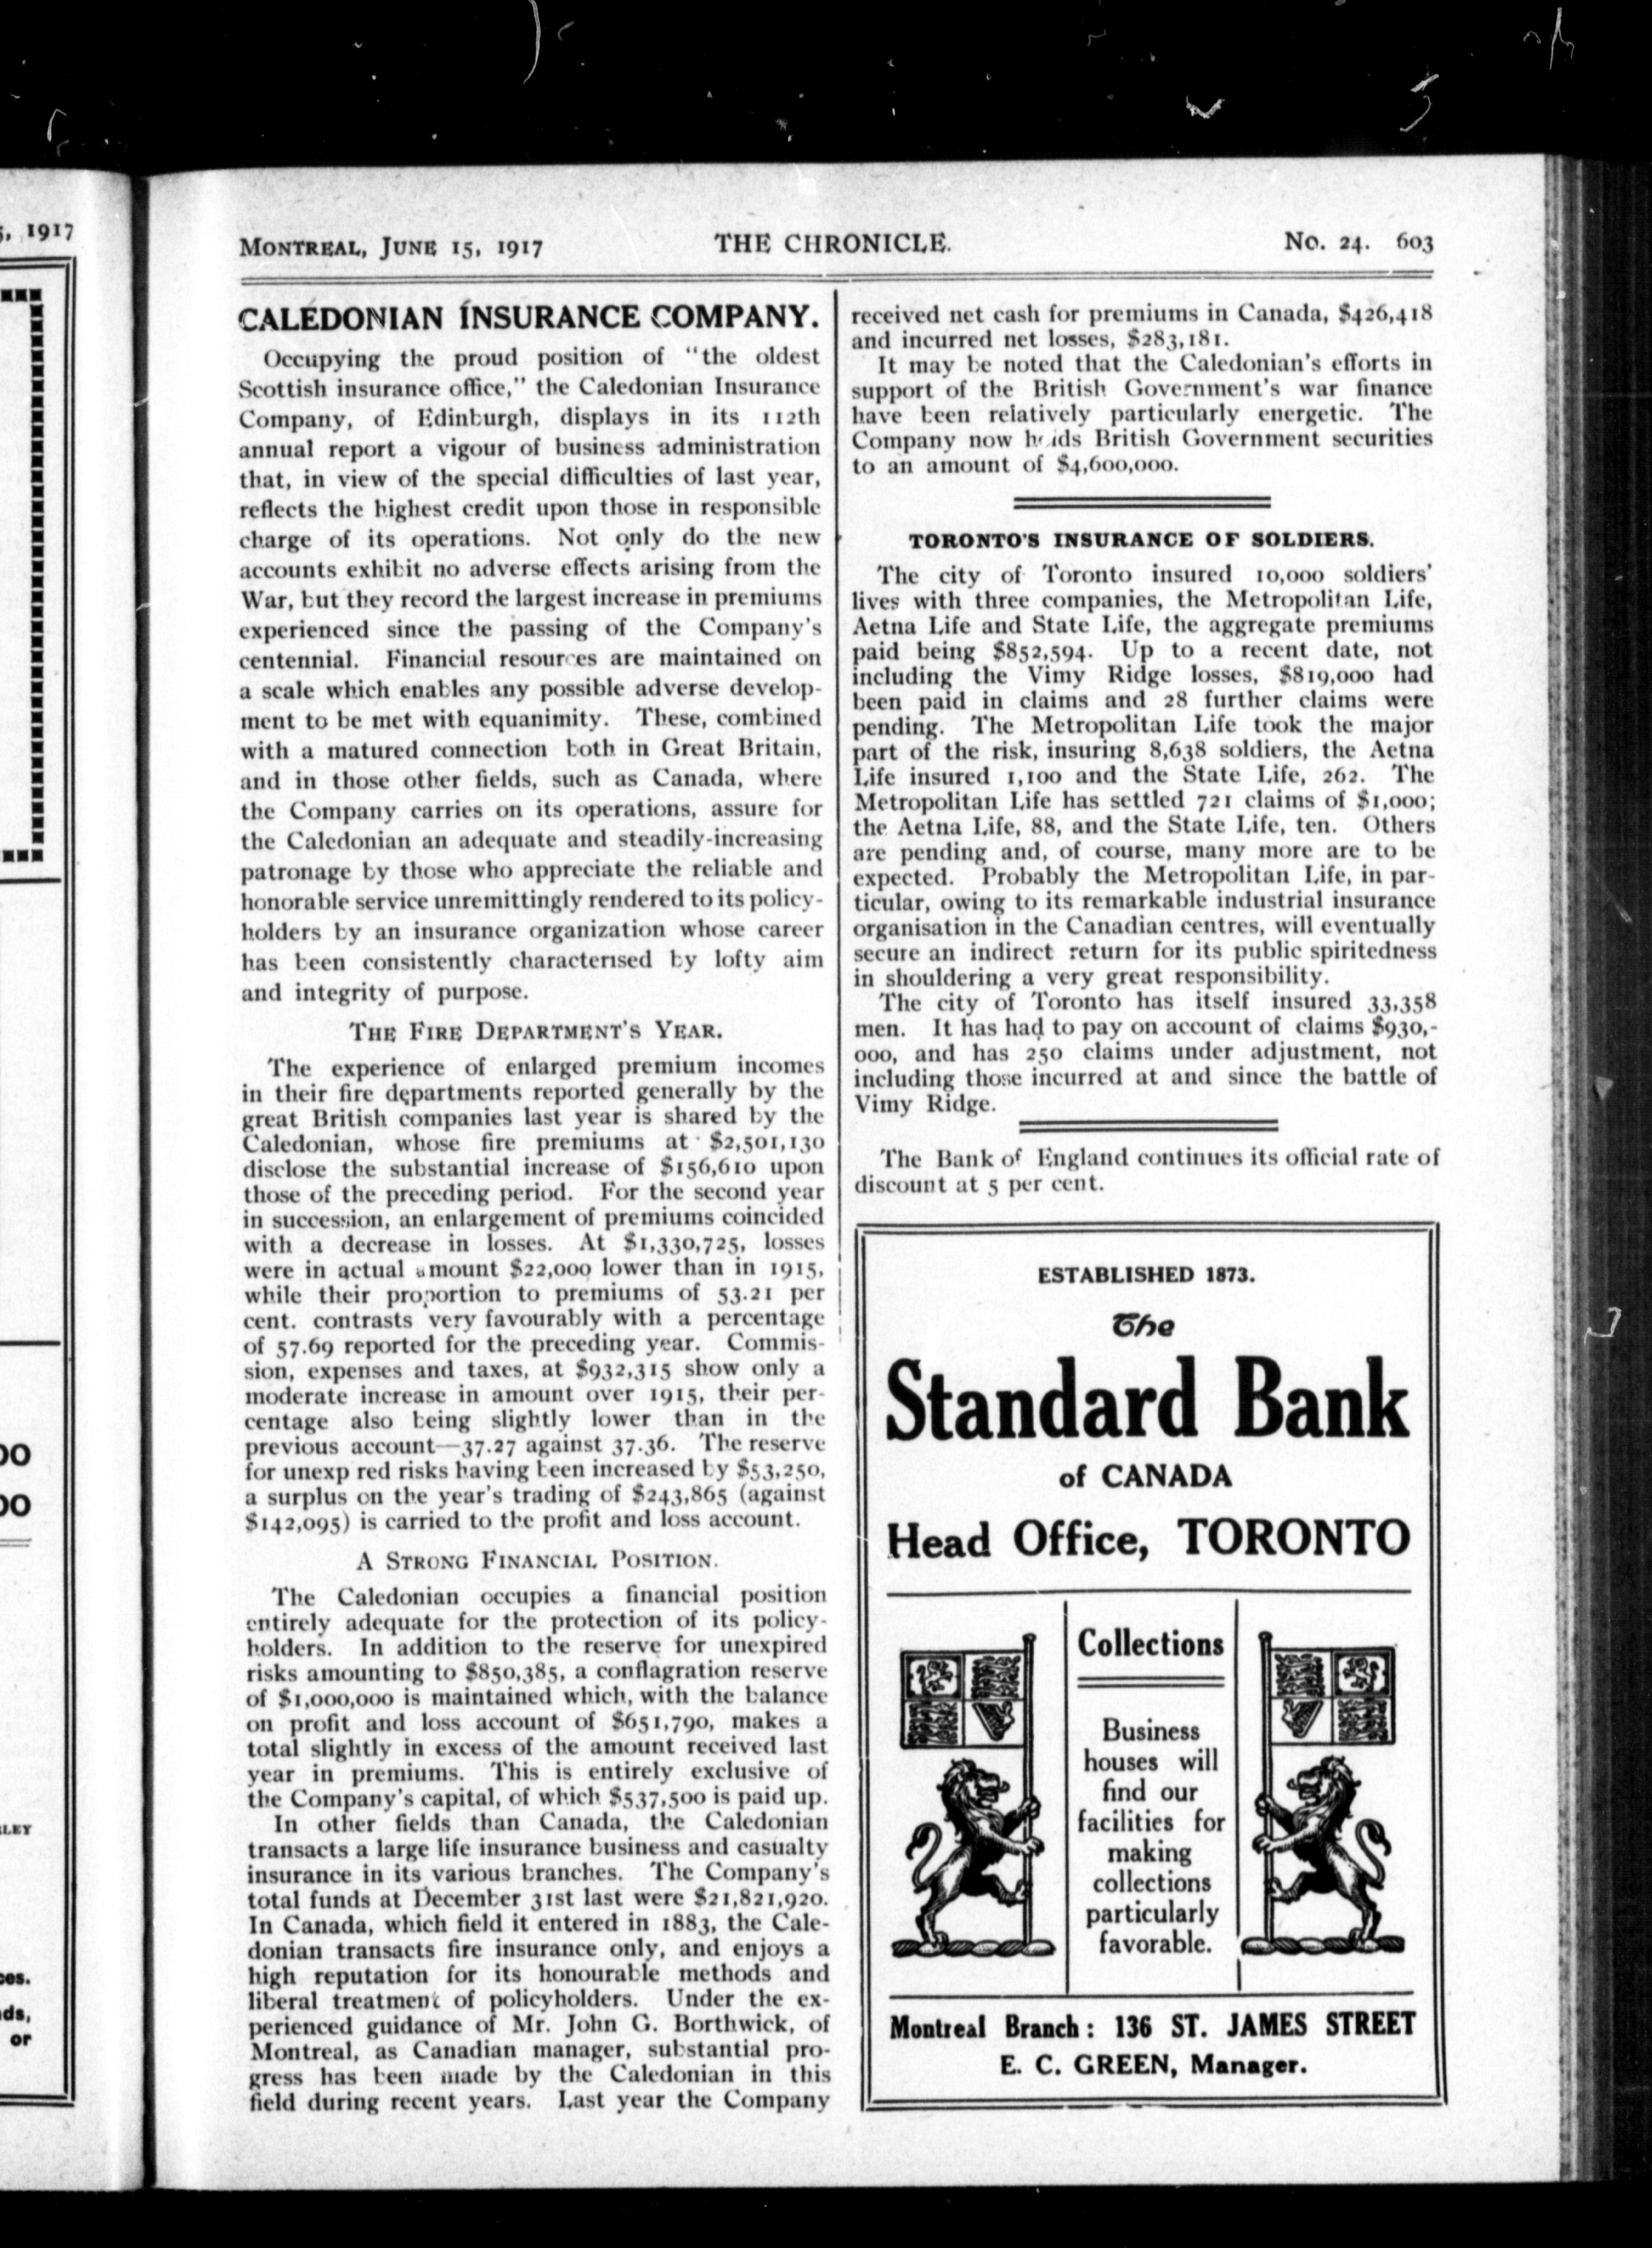 5, 1917
OO
OO
LEY
ces.
ds,
or
MONTREAL, JUNE 15, 1917 THE CHRONICLE. No. 24. 603
CALEDONIAN INSURANCE COMPANY.
Occupying the proud position of "the oldest
Scottish insurance office," the Caledonian Insurance
Company, of Edinburgh, displays in its 112th
annual report a vigour of business administration
that, in view of the special difficulties of last year,
reflects the highest credit upon those in responsible
charge of its operations. Not only do the new
accounts exhibit no adverse effects arising from the
War, but they record the largest increase in premiums
experienced since the passing of the Company's
centennial. Financial resources are maintained on
a scale which enables any possible adverse develop-
ment to be met with equanimity. These, combined
with a matured connection both in Great Britain,
and in those other fields, such as Canada, where
the Company carries on its operations, assure for
the Caledonian an adequate and steadily-increasing
patronage by those who appreciate the reliable and
honorable service unremittingly rendered to its policy-
holders by an insurance organization whose career
has been consistently characterised by lofty aim
and integrity of purpose.
THE FIRE DEPARTMENT'S YEAR.
The experience of enlarged premium incomes
in their fire departments reported generally by the
great British companies last year is shared by the
Caledonian, whose fire premiums at $2,501,130
disclose the substantial increase of $156,610 upon
those of the preceding period. For the second year
in succession, an enlargement of premiums coincided
with a decrease in losses. At $1,330,725, losses
were in actual amount $22,000 lower than in 1915,
while their proportion to premiums of 53.21 per
cent. contrasts very favourably with a percentage
of 57.69 reported for the preceding year. Commis-
sion, expenses and taxes, at $932,315 show only a
moderate increase in amount over 1915, their per-
centage also being slightly lower than in the
previous account—37.27 against 37.36. The reserve
for unexp red risks having been increased by $53,250,
a surplus on the year's trading of $243,865 (against
$142,095) is carried to the profit and loss account.
A STRONG FINANCIAL POSITION.
The Caledonian occupies a financial position
entirely adequate for the protection of its policy-
holders. In addition to the reserve for unexpired
risks amounting to $850,385, a conflagration reserve
of $1,000,000 is maintained which, with the balance
on profit and loss account of $651,790, makes a
total slightly in excess of the amount received last
year in premiums. This is entirely exclusive of
the Company's capital, of which $537,500 is paid up.
In other fields than Canada, the Caledonian
transacts a large life insurance business and casualty
insurance in its various branches. The Company's
total funds at December 31st last were $21,821,920.
In Canada, which field it entered in 1883, the Cale-
donian transacts fire insurance only, and enjoys a
high reputation for its honourable methods and
liberal treatment of policyholders. Under the ex-
perienced guidance of Mr. John G. Borthwick, of
Montreal, as Canadian manager, substantial pro-
gress has been made by the Caledonian in this
field during recent years. Last year the Company
received net cash for premiums in Canada, $426,418
and incurred net losses, $283,181.
It may be noted that the Caledonian's efforts in
support of the British Government's war finance
have been relatively particularly energetic. The
Company now holds British Government securities
to an amount of $4,600,000.
TORONTO'S INSURANCE OF SOLDIERS.
The city of Toronto insured 10,000 soldiers'
lives with three companies, the Metropolitan Life,
Aetna Life and State Life, the aggregate premiums
paid being $852,594. Up to a recent date, not
including the Vimy Ridge losses, $819,000 had
been paid in claims and 28 further claims were
pending. The Metropolitan Life took the major
part of the risk, insuring 8,638 soldiers, the Aetna
Life insured 1,100 and the State Life, 262. The
Metropolitan Life has settled 721 claims of $1,000;
the Aetna Life, 88, and the State Life, ten. Others
are pending and, of course, many more are to be
expected. Probably the Metropolitan Life, in par-
ticular, owing to its remarkable industrial insurance
organisation in the Canadian centres, will eventually
secure an indirect return for its public spiritedness
in shouldering a very great responsibility.
The city of Toronto has itself insured 33,358
men. It has had to pay on account of claims $930,-
000, and has 250 claims under adjustment, not
including those incurred at and since the battle of
Vimy Ridge.
The Bank of England continues its official rate of
discount at 5 per cent.
ESTABLISHED 1873.
The
Standard Bank
of CANADA
Head Office, TORONTO
Collections
Business
houses will
find our
facilities for
making
collections
particularly
favorable.
Montreal Branch: 136 ST. JAMES STREET
E. C. GREEN, Manager.